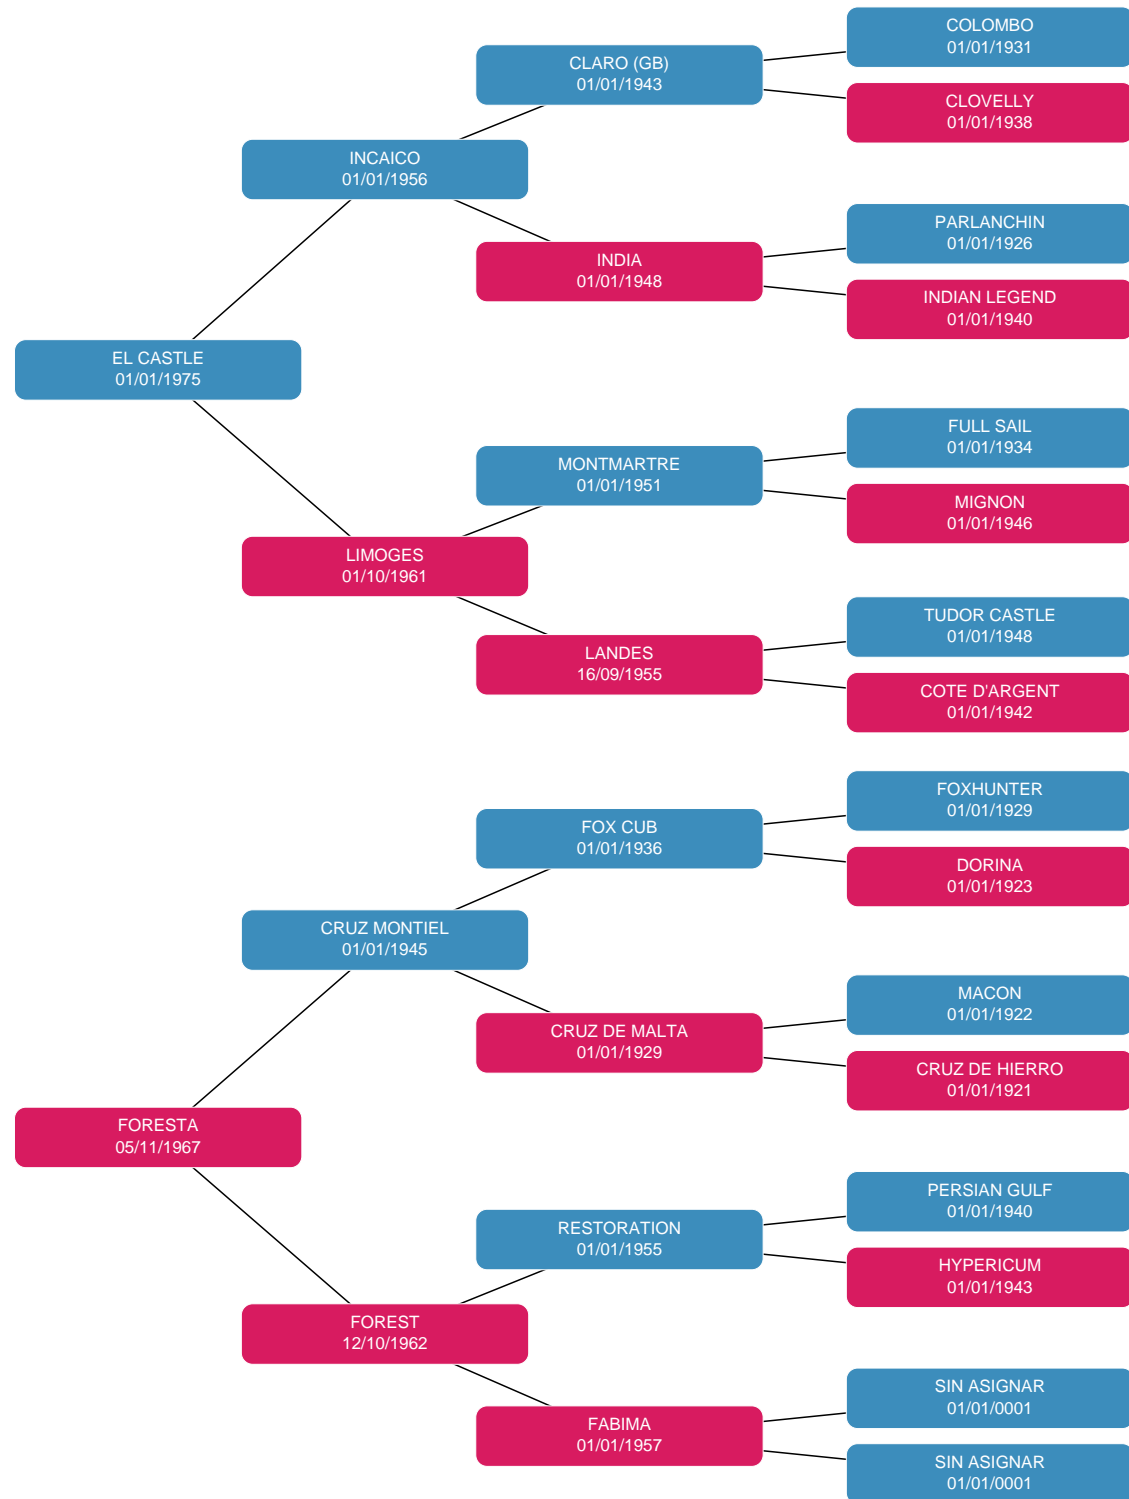 COLOMBO
01/01/1931
CLARO (GB)
01/01/1943
CLOVELLY
01/01/1938
INCAICO
01/01/1956
PARLANCHIN
01/01/1926
INDIA
01/01/1948
INDIAN LEGEND
01/01/1940
EL CASTLE
01/01/1975
FULL SAIL
01/01/1934
MONTMARTRE
01/01/1951
MIGNON
01/01/1946
LIMOGES
01/10/1961
TUDOR CASTLE
01/01/1948
LANDES
16/09/1955
COTE D'ARGENT
01/01/1942
FOXHUNTER
01/01/1929
FOX CUB
01/01/1936
DORINA
01/01/1923
CRUZ MONTIEL
01/01/1945
MACON
01/01/1922
CRUZ DE MALTA
01/01/1929
CRUZ DE HIERRO
01/01/1921
FORESTA
05/11/1967
PERSIAN GULF
01/01/1940
RESTORATION
01/01/1955
HYPERICUM
01/01/1943
FOREST
12/10/1962
SIN ASIGNAR
01/01/0001
FABIMA
01/01/1957
SIN ASIGNAR
01/01/0001